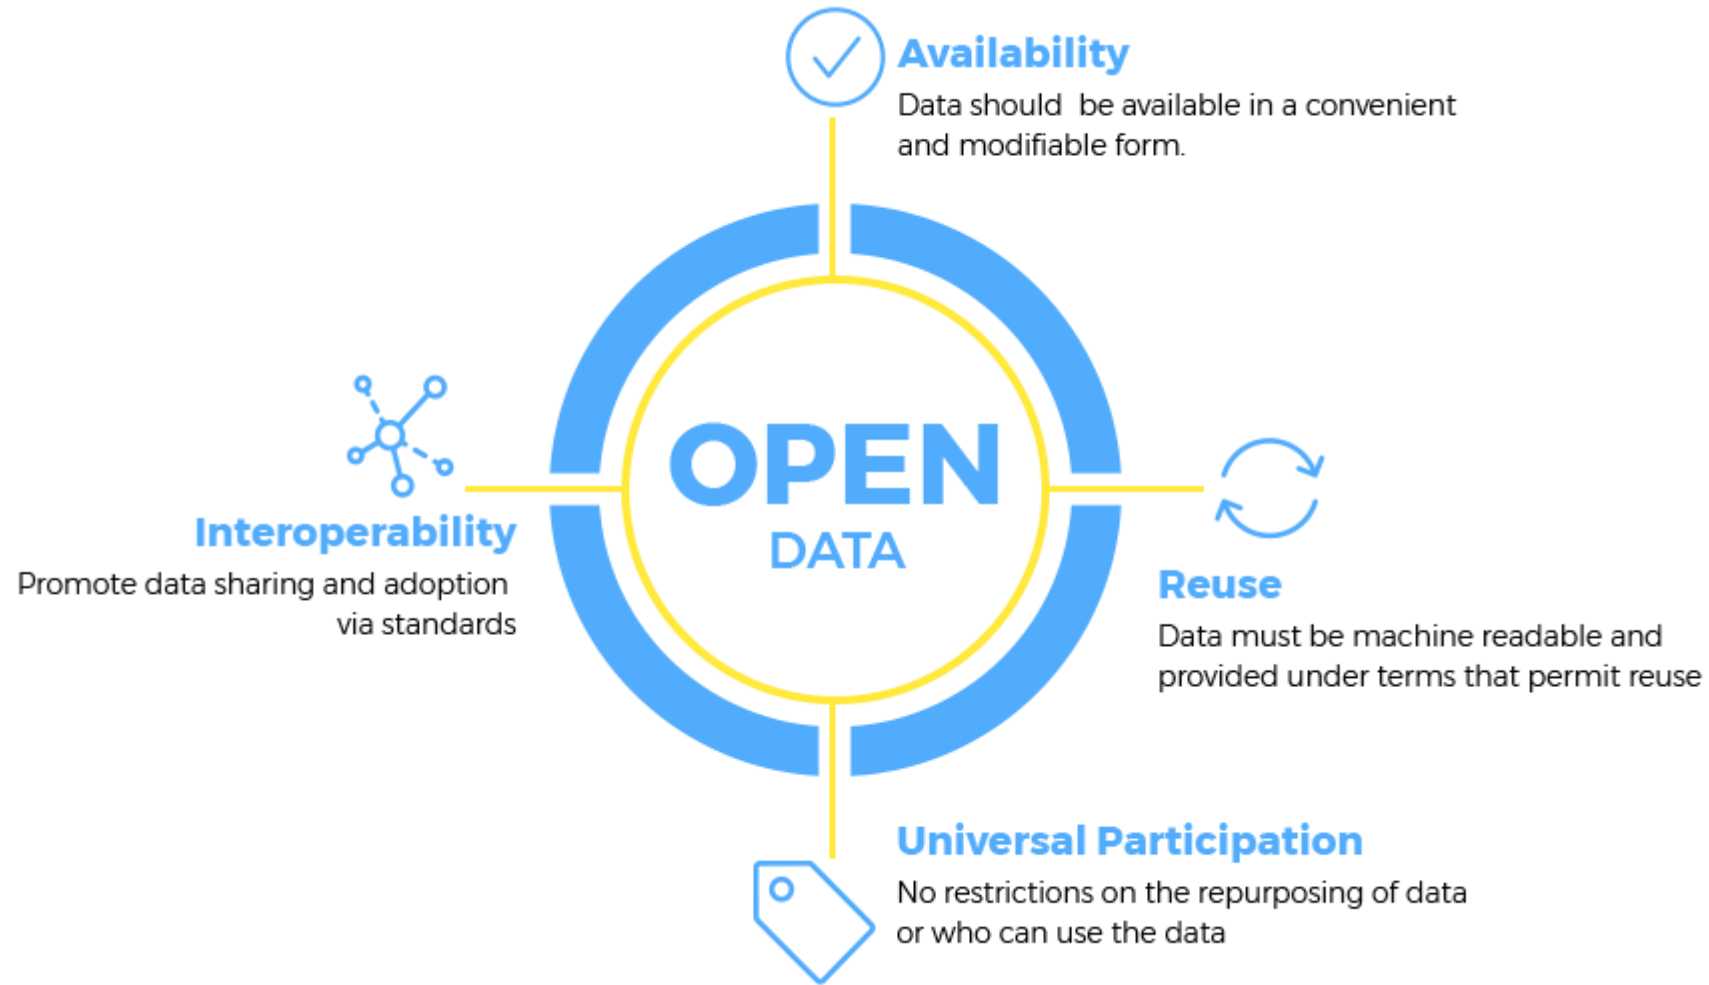 Availability
Data should  be available in a convenient
and modifiable form.
OPEN
DATA
Interoperability
Promote data sharing and adoption
via standards
Reuse
Data must be machine readable and
provided under terms that permit reuse
Universal Participation
No restrictions on the repurposing of data
or who can use the data